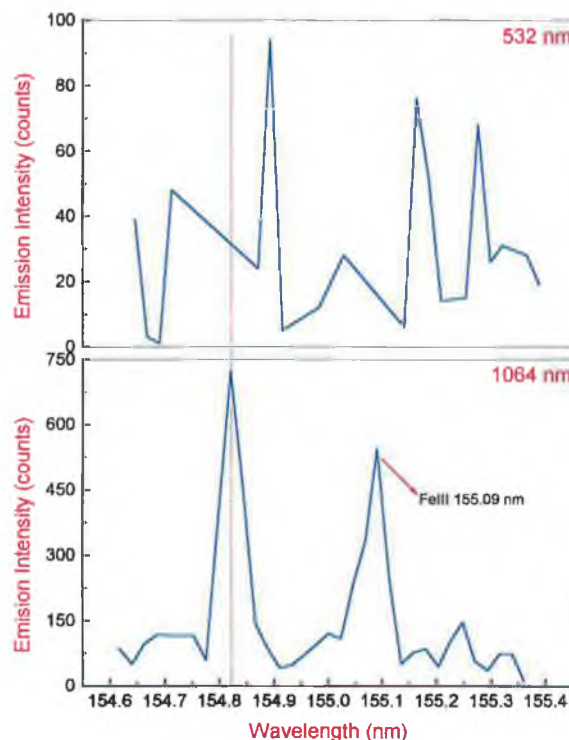 532 nm
Emission Intensity (counts)
100
80
60
40
20
0
1064 nm
Emision Intensity (counts)
750
600
450
300
150
0
FeIII 155.09 nm
154.6 154.7 154.8 154.9 155.0 155.1 155.2 155.3 155.4
Wavelength (nm)